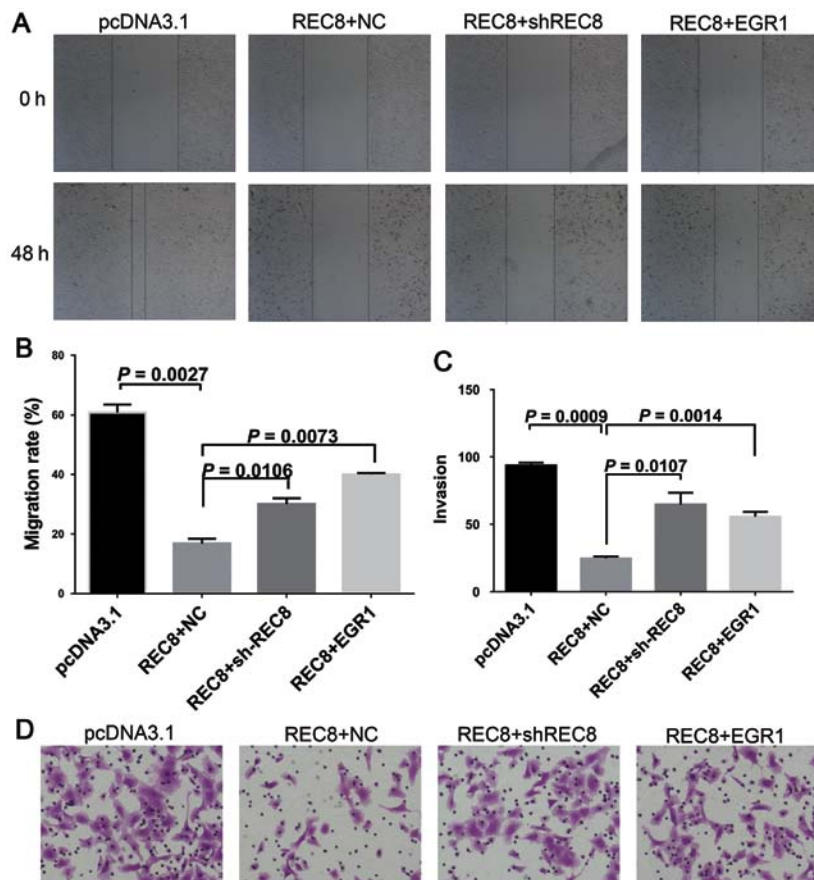 A
pcDNA3.1 REC8+NC REC8+shREC8 REC8+EGR1
0 h
48 h
B
Migration rate (%)
80
60
40
20
0
P = 0.0027
P = 0.0073
P = 0.0106
pcDNA3.1
REC8+NC
REC8+sh-REC8
REC8+EGR1
C
Invasion
150
100
50
0
P = 0.0009
P = 0.0014
P = 0.0107
pcDNA3.1
REC8+NC
REC8+shREC8
REC8+EGR1
D
pcDNA3.1 REC8+NC REC8+shREC8 REC8+EGR1